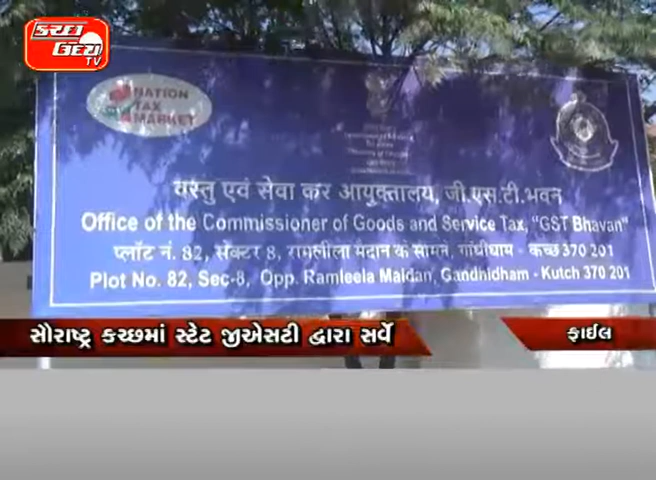 કચ્છ ઉદય TV
NATION
TAX
MARKET
वस्तु एवं सेवा कर आयुक्तालय, जी.एस.टी.भवन
Office of the Commissioner of Goods and Service Tax, "GST Bhavan"
प्लॉट नं. 82, सेक्टर 8, रामलीला मैदान के सामने, गांधीधाम - कच्छ 370 201
Plot No. 82, Sec-8, Opp. Ramleela Maidan, Gandhidham - Kutch 370 201
સૌરાષ્ટ્ર કચ્છમાં સ્ટેટ જીએસટી દ્વારા સર્વે
ફાઈલ